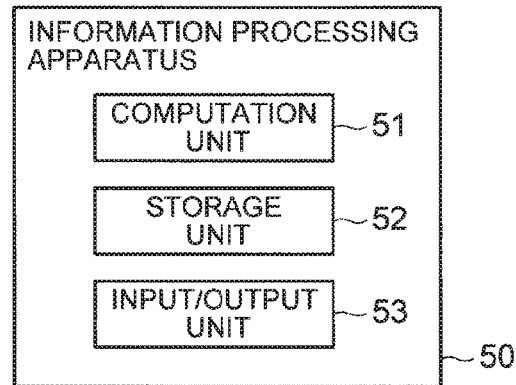 INFORMATION PROCESSING
APPARATUS
COMPUTATION
UNIT
51
STORAGE
UNIT
52
INPUT/OUTPUT
UNIT
53
50